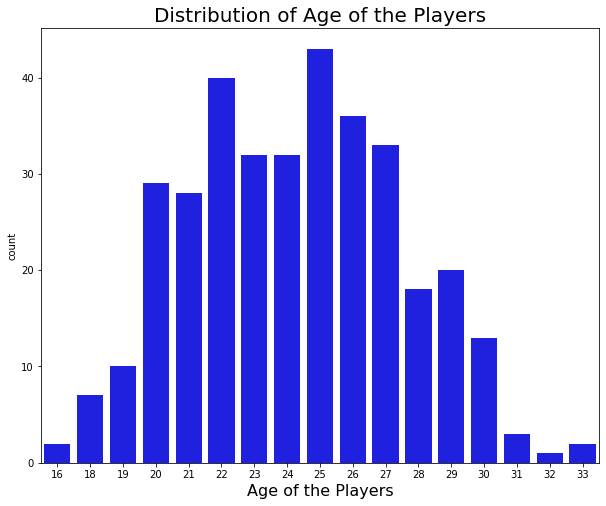 Distribution of Age of the Players
count
40
30
20
10
0
16 18 19 20 21 22 23 24 25 26 27 28 29 30 31 32 33
Age of the Players